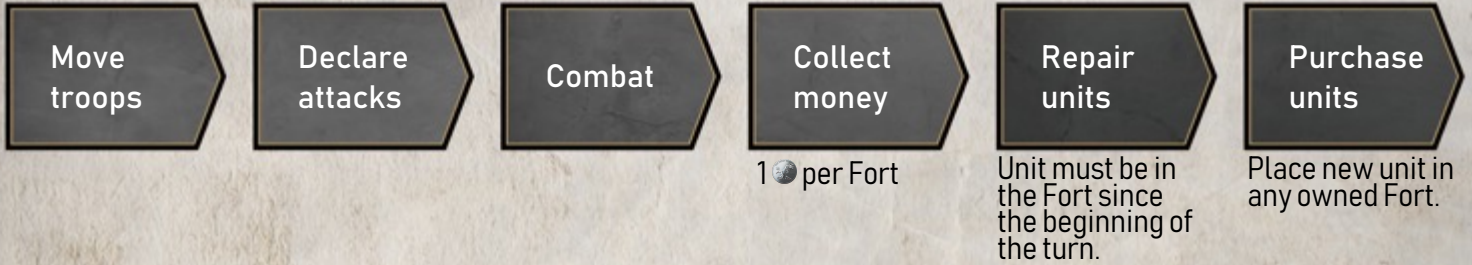 Move
troops
Declare
attacks
Combat
Collect
money
Repair
units
Purchase
units
1 per Fort
Unit must be in
the Fort since
the beginning of
the turn.
Place new unit in
any owned Fort.